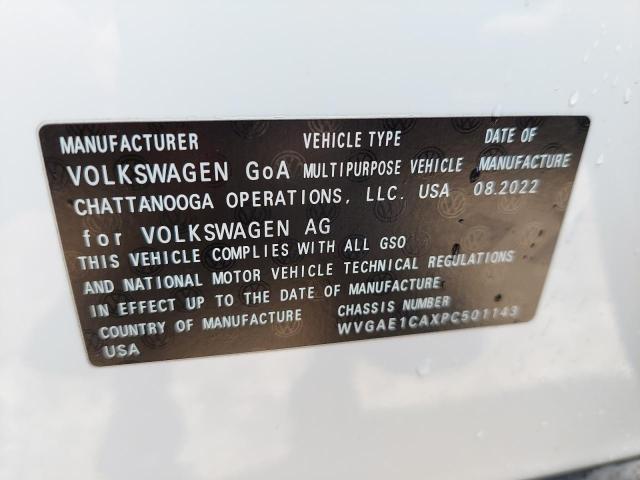 MANUFACTURER VEHICLE TYPE DATE OF
VOLKSWAGEN GoA MULTIPURPOSE VEHICLE MANUFACTURE
CHATTANOOGA OPERATIONS, LLC. USA 08.2022
for VOLKSWAGEN AG
THIS VEHICLE COMPLIES WITH ALL GSO
AND NATIONAL MOTOR VEHICLE TECHNICAL REGULATIONS
IN EFFECT UP TO THE DATE OF MANUFACTURE
COUNTRY OF MANUFACTURE CHASSIS NUMBER
USA WVGAE1CAXPC501143